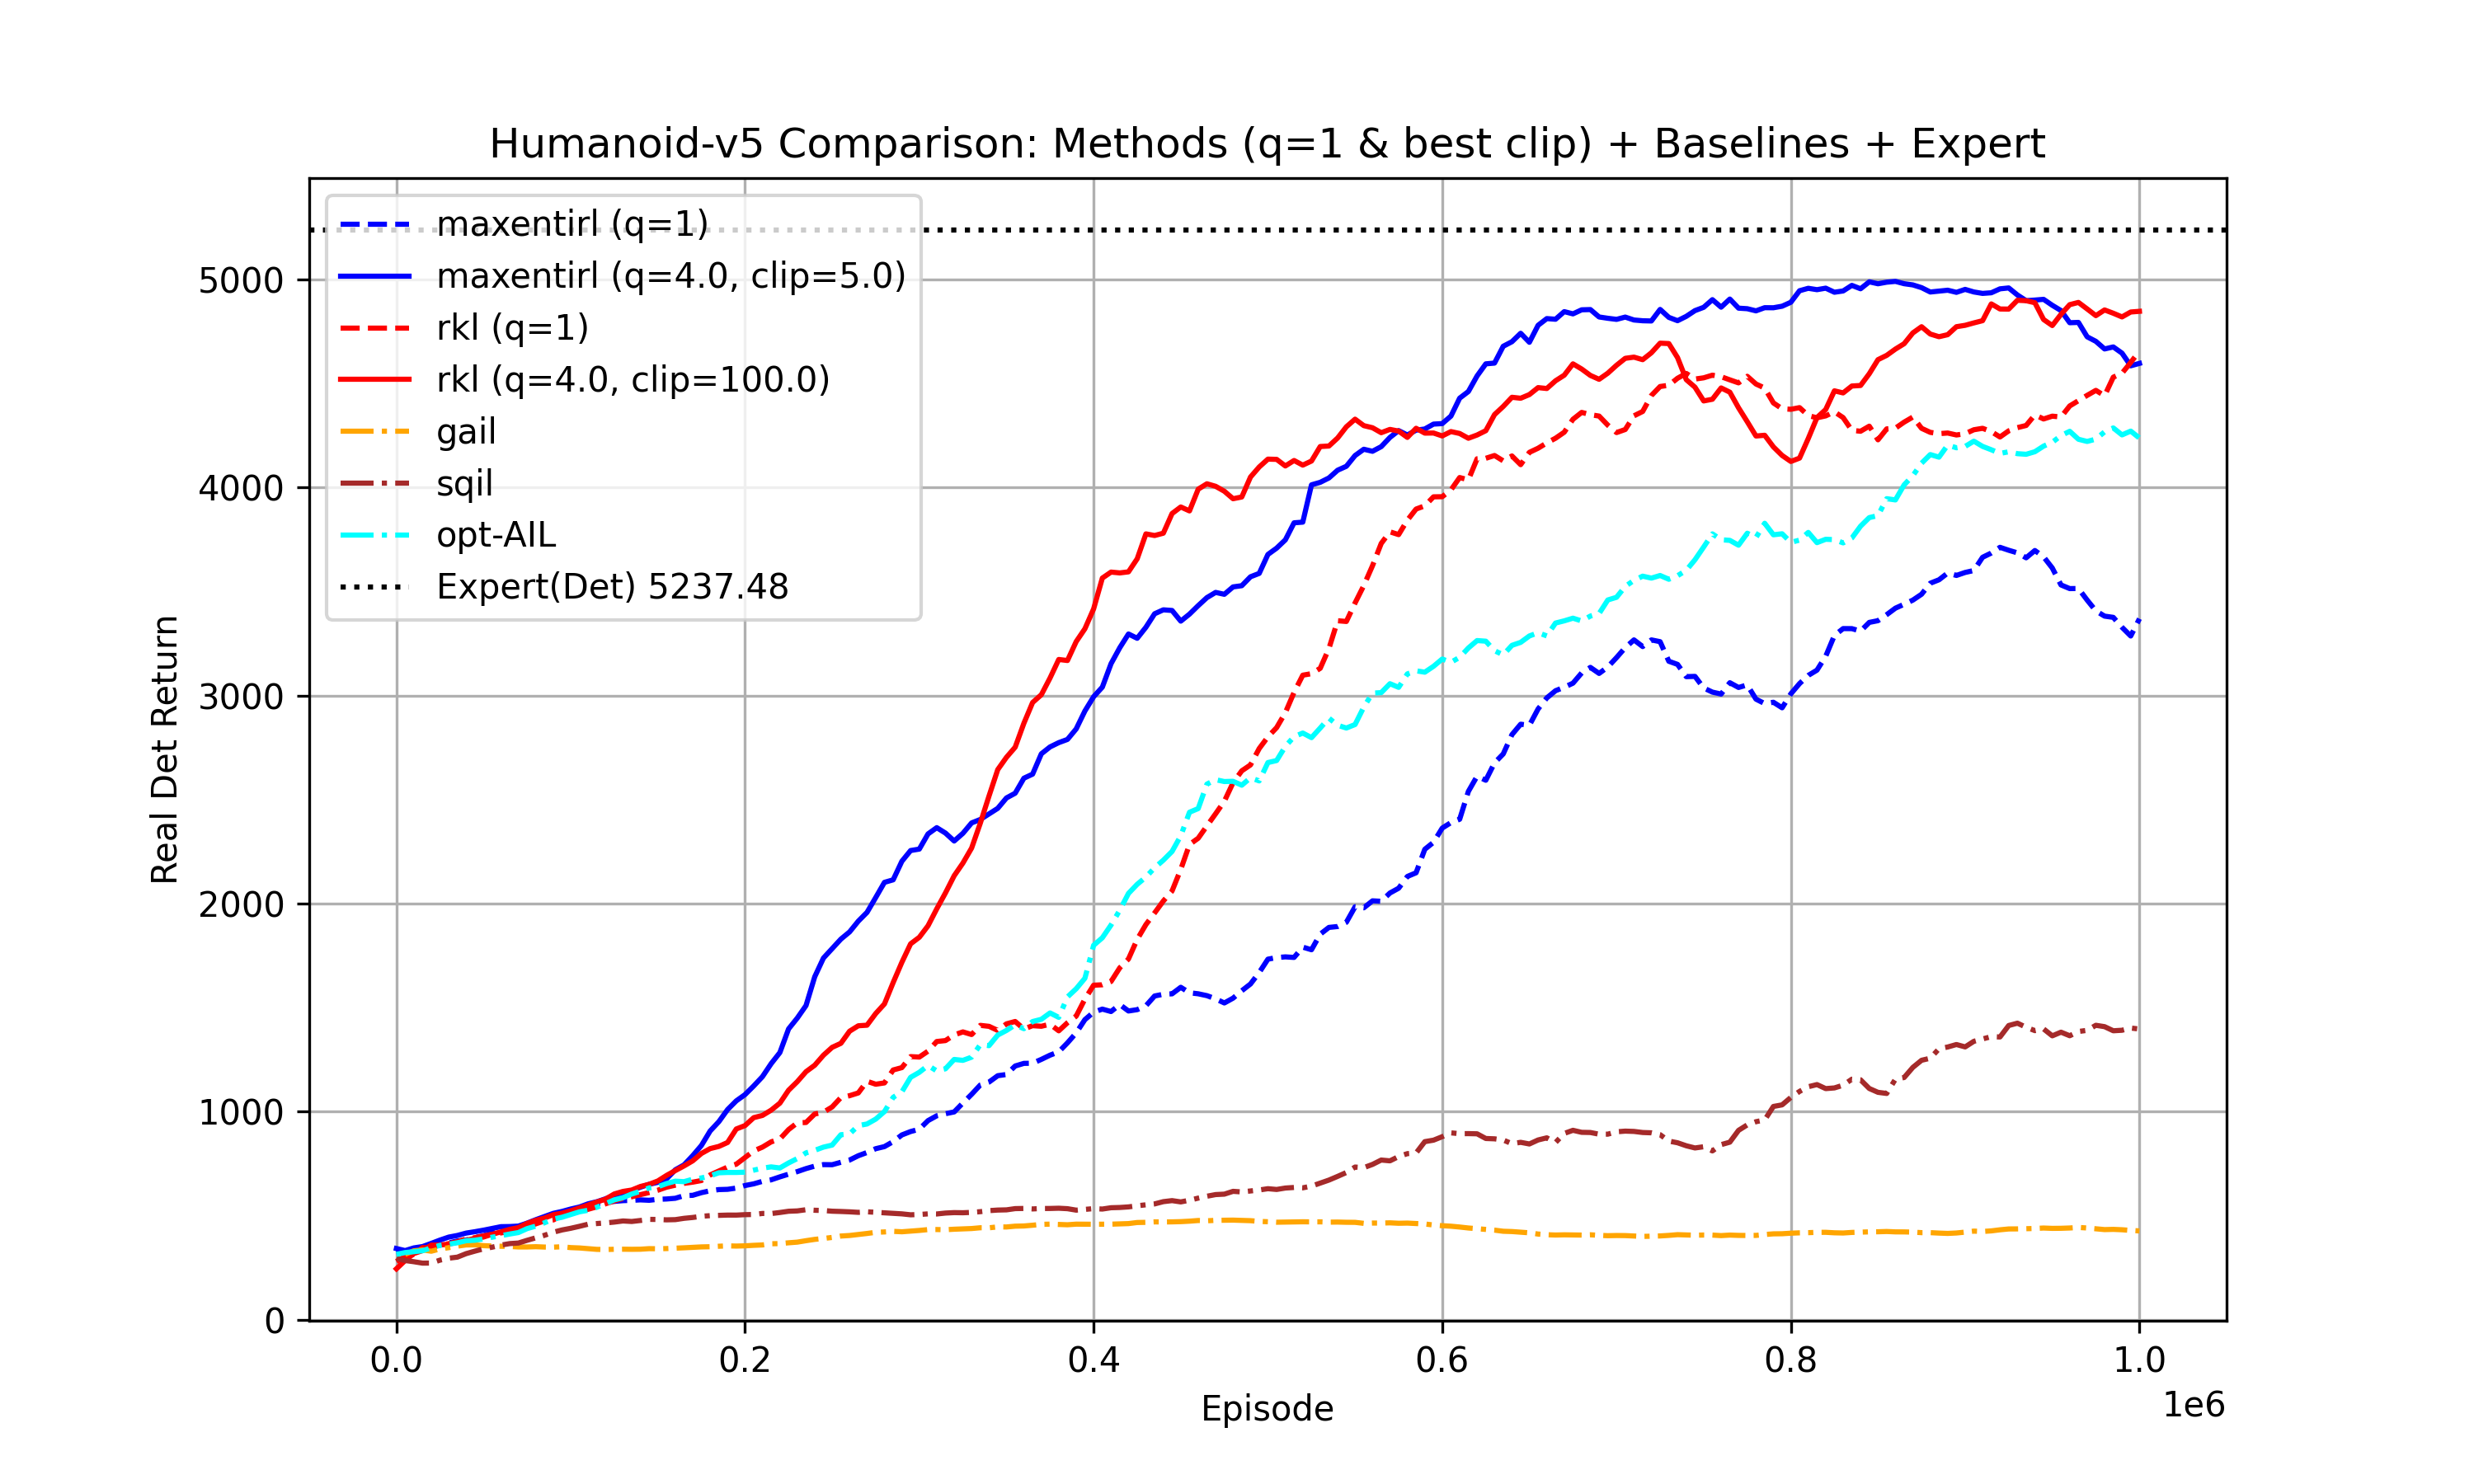 Humanoid-v5 Comparison: Methods (q=1 & best clip) + Baselines + Expert
maxentirl (q=1)
maxentirl (q=4.0, clip=5.0)
rkl (q=1)
rkl (q=4.0, clip=100.0)
gail
sqil
opt-AIL
Expert(Det) 5237.48
Real Det Return
5000
4000
3000
2000
1000
0
0.0 0.2 0.4 0.6 0.8 1.0
1e6
Episode